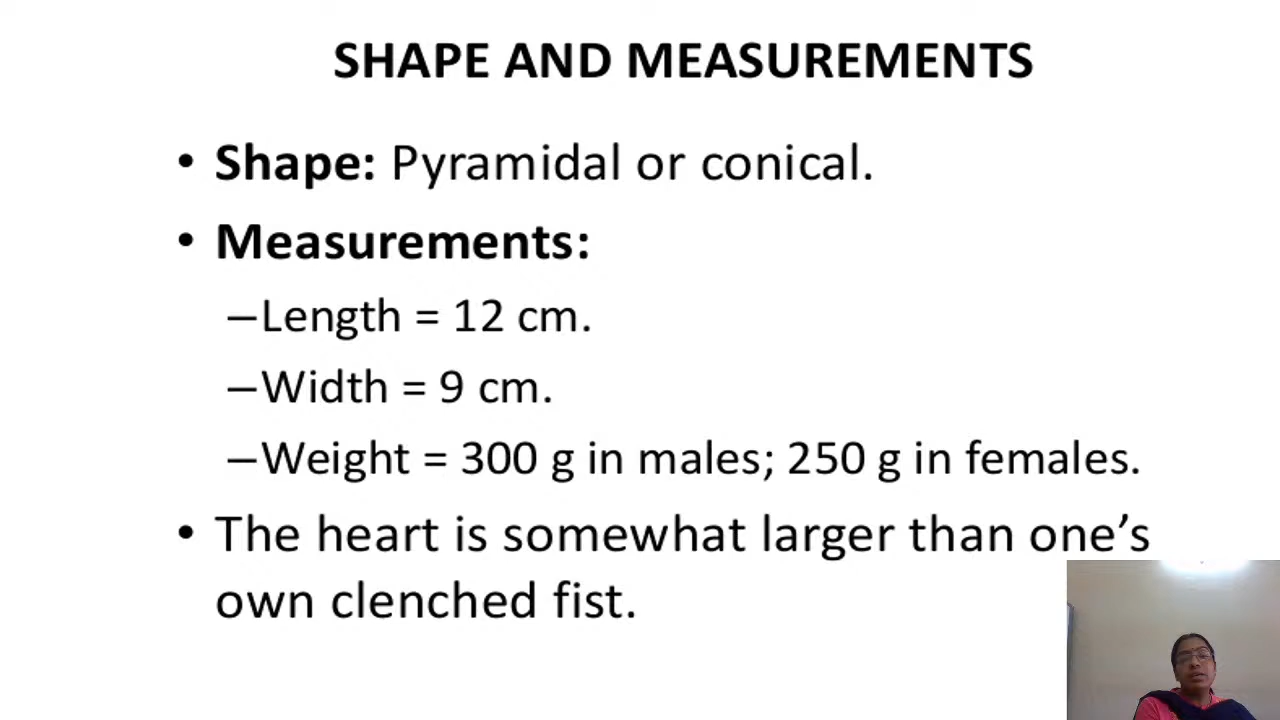 SHAPE AND MEASUREMENTS
• Shape: Pyramidal or conical.
• Measurements:
–Length = 12 cm.
–Width = 9 cm.
–Weight = 300 g in males; 250 g in females.
• The heart is somewhat larger than one’s
own clenched fist.